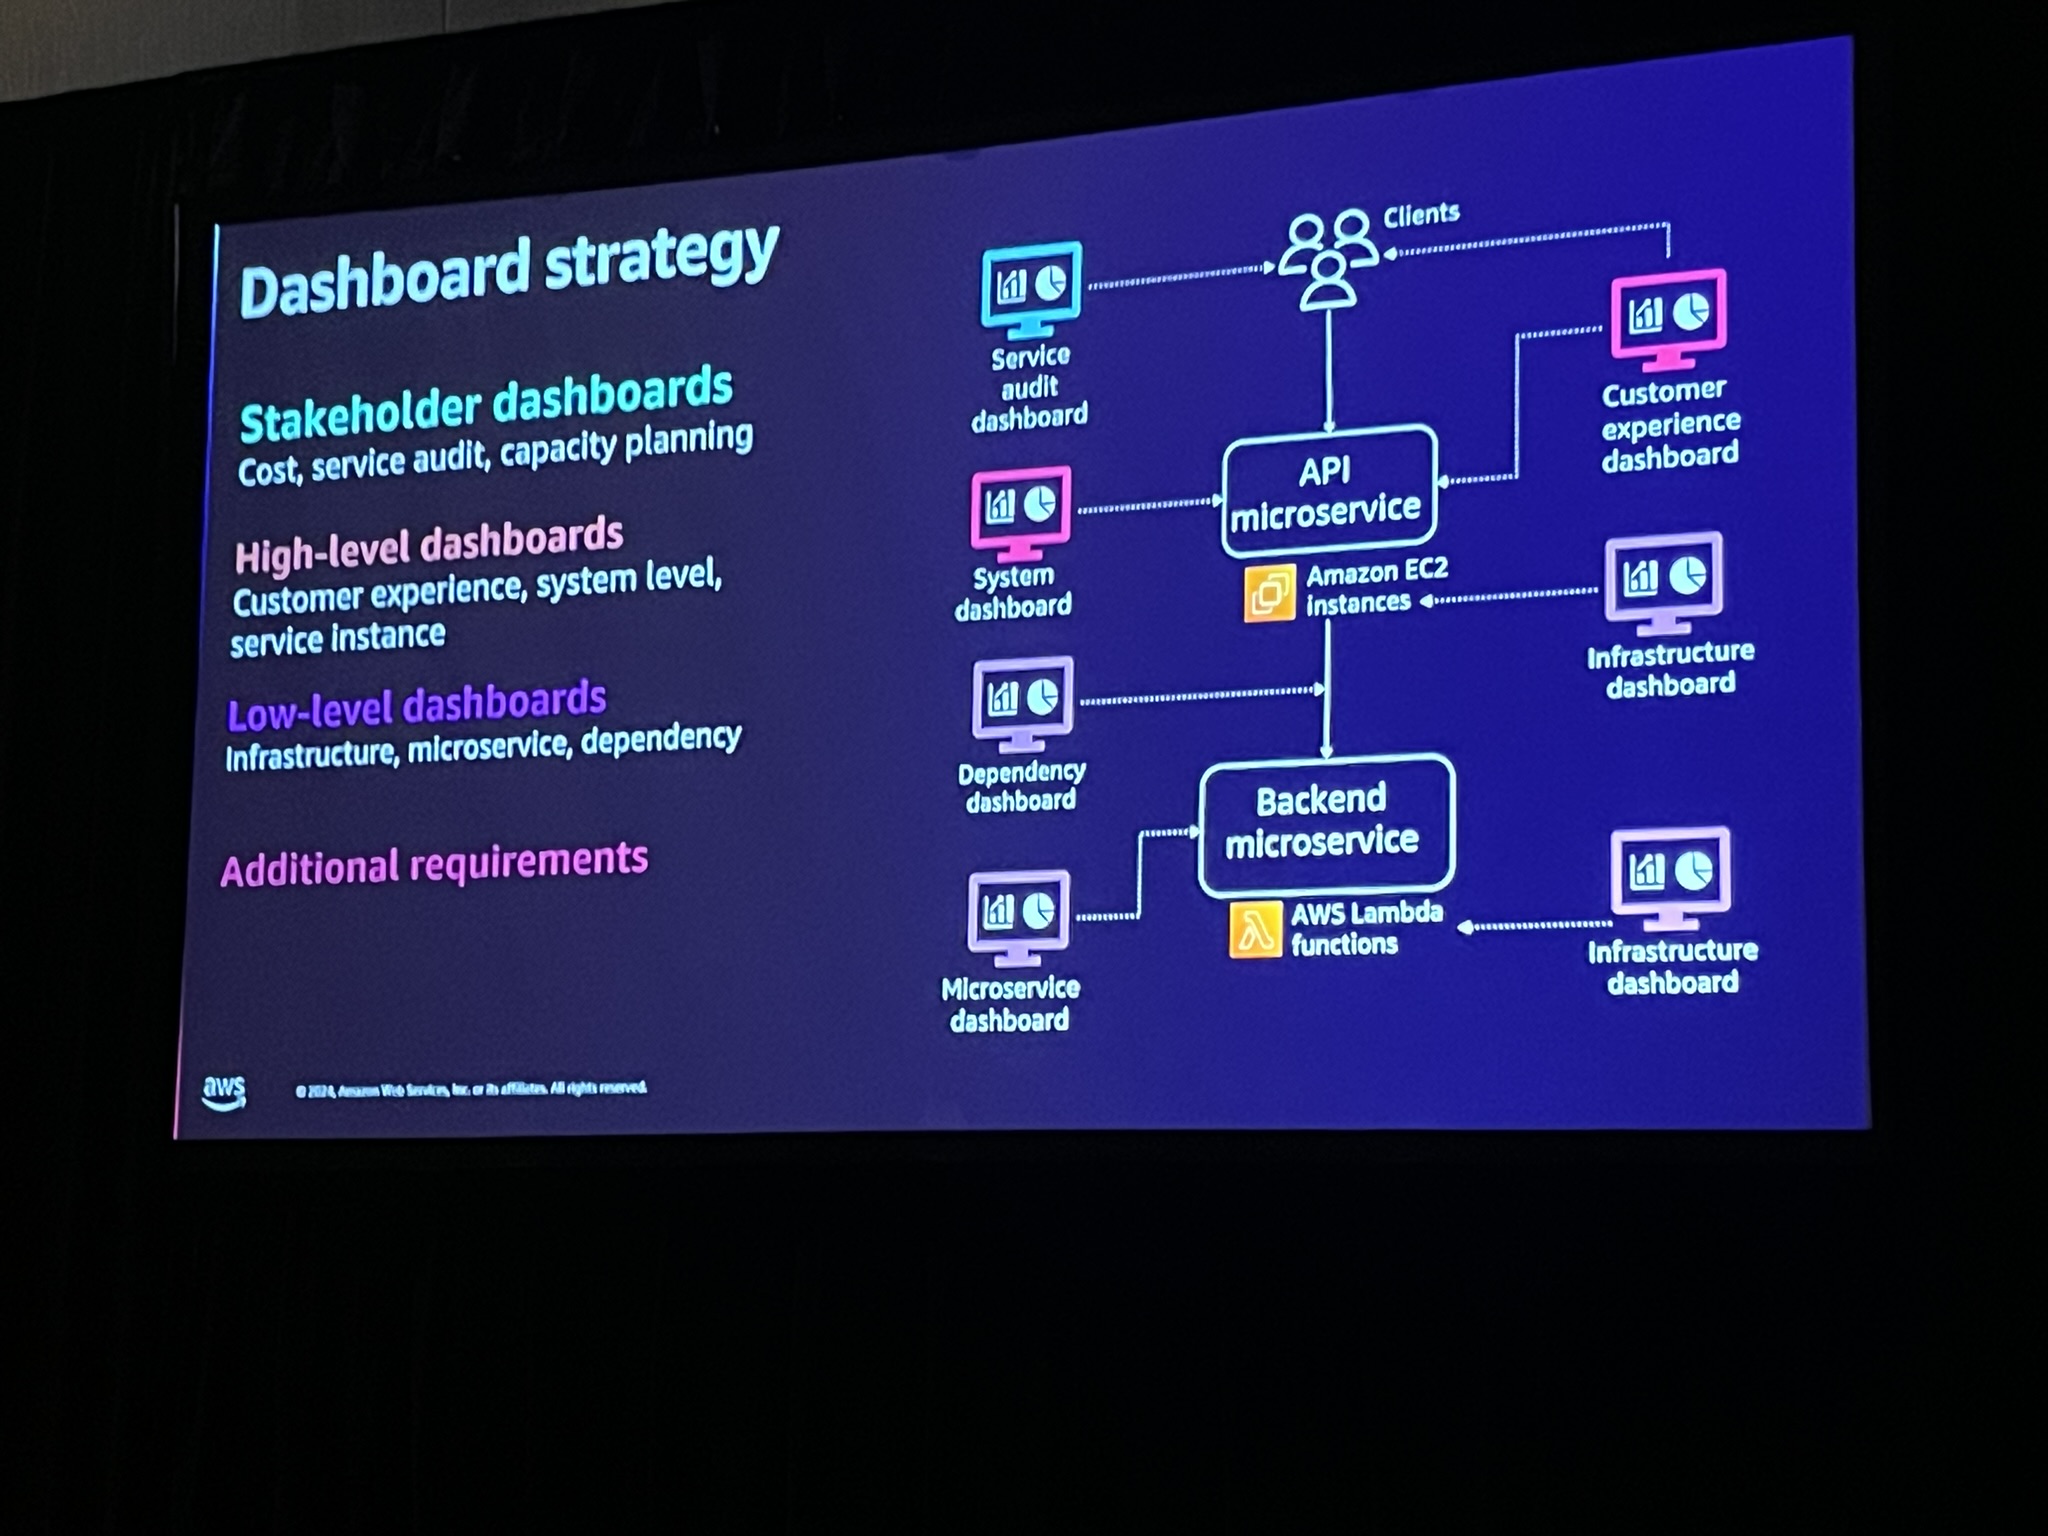 Dashboard strategy
Stakeholder dashboards
Cost, service audit, capacity planning
High-level dashboards
Customer experience, system level,
service instance
Low-level dashboards
Infrastructure, microservice, dependency
Additional requirements
Clients
Service
audit
dashboard
Customer
experience
dashboard
API
microservice
System
dashboard
Amazon EC2
instances
Infrastructure
dashboard
Dependency
dashboard
Backend
microservice
AWS Lambda
functions
Microservice
dashboard
Infrastructure
dashboard
aws
© 2024, Amazon Web Services, Inc. or its affiliates. All rights reserved.